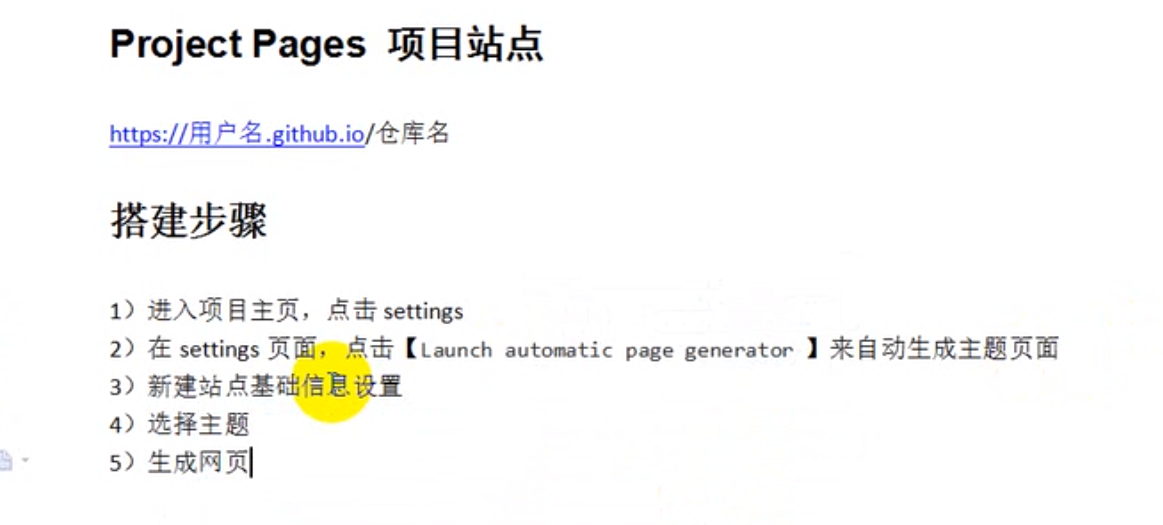 Project Pages 项目站点
https://用户名.github.io/仓库名
搭建步骤
1）进入项目主页，点击 settings
2）在 settings 页面，点击【Launch automatic page generator 】来自动生成主题页面
3）新建站点基础信息设置
4）选择主题
5）生成网页